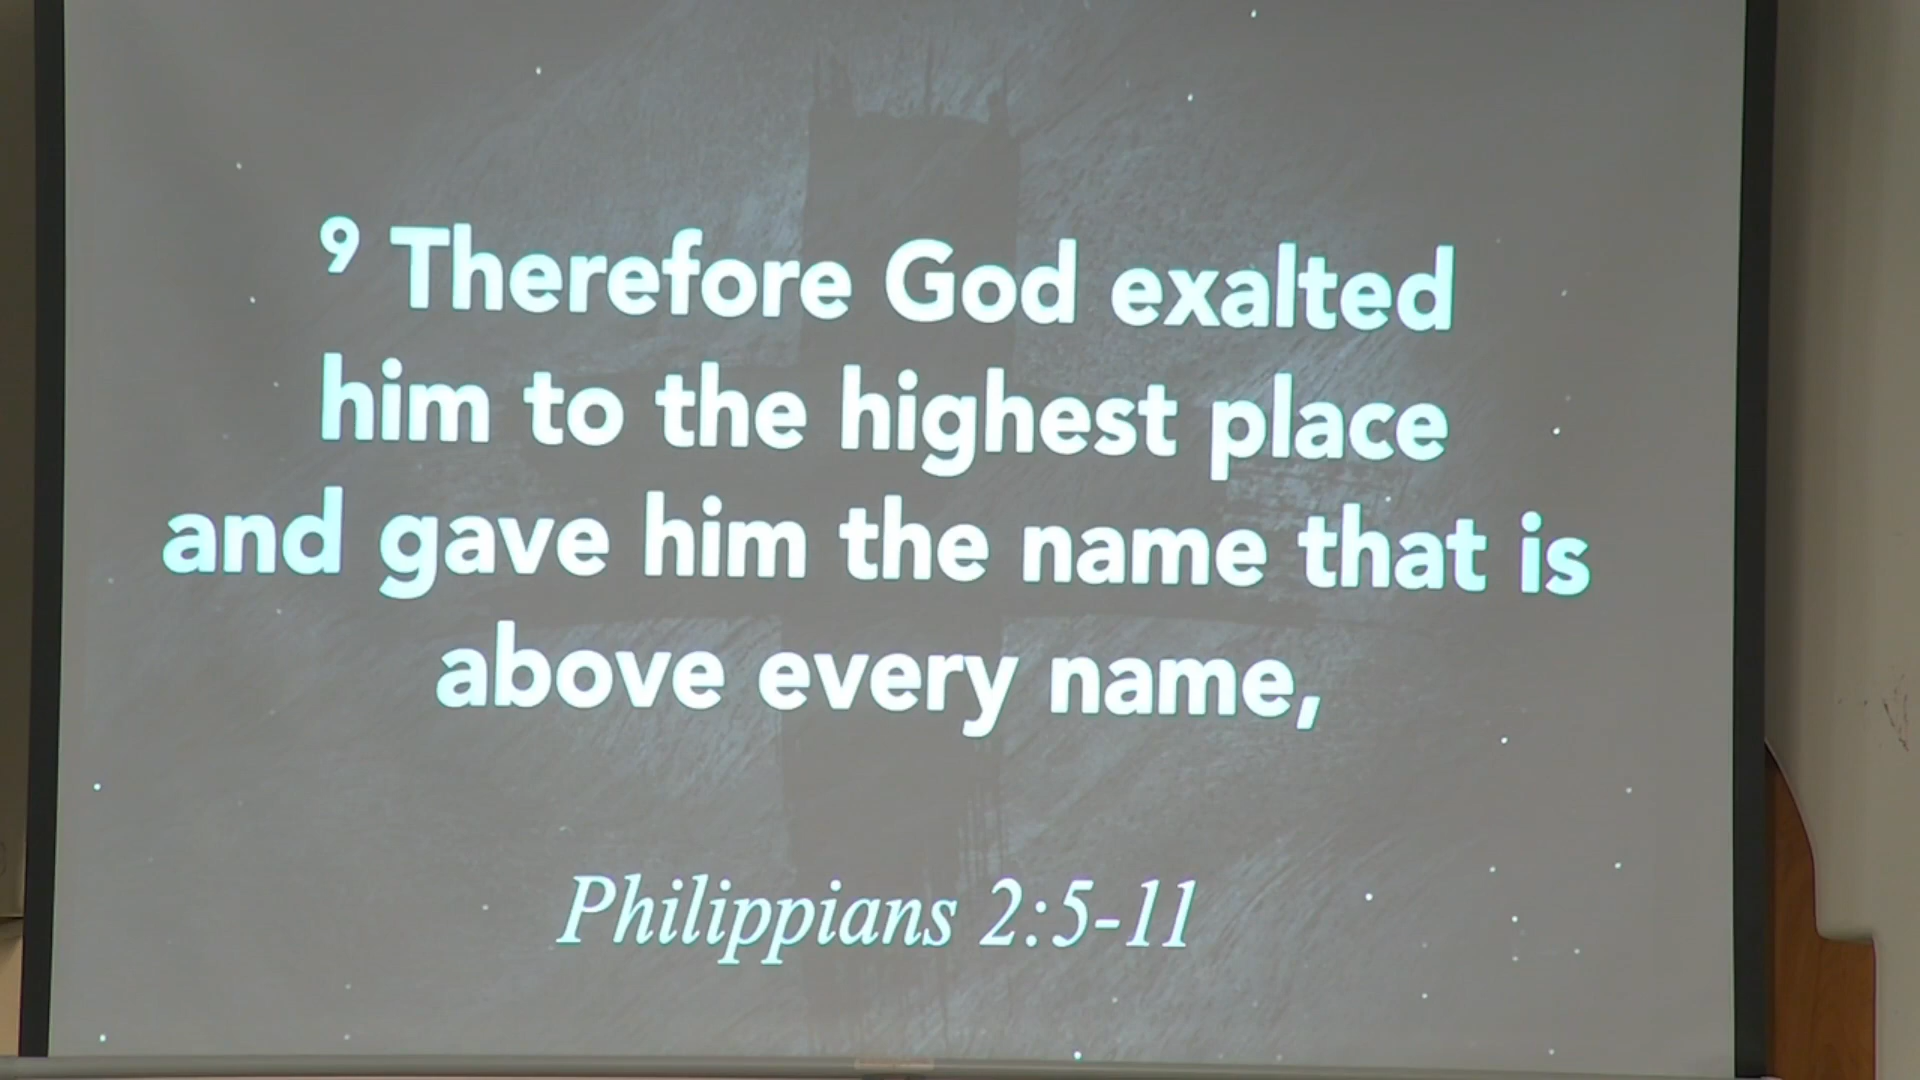 9 Therefore God exalted
him to the highest place
and gave him the name that is
above every name,
Philippians 2:5-11